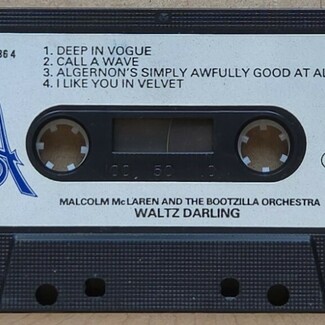 864
1. DEEP IN VOGUE
2. CALL A WAVE
3. ALGERNON'S SIMPLY AWFULLY GOOD AT AL
4. I LIKE YOU IN VELVET
MALCOLM McLAREN AND THE BOOTZILLA ORCHESTRA
WALTZ DARLING